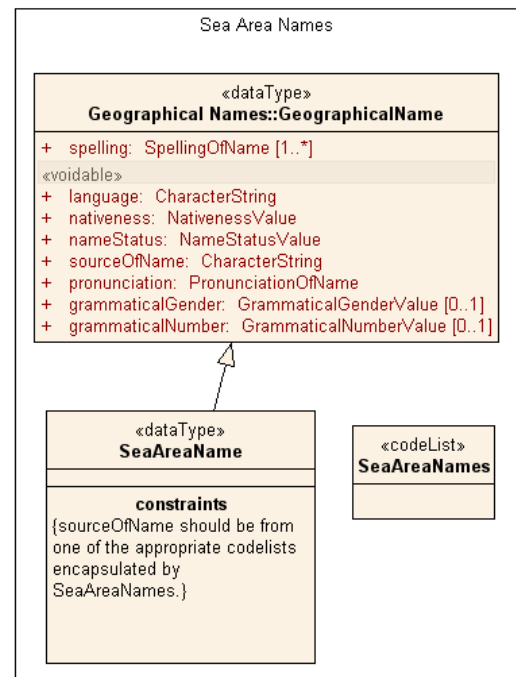 Sea Area Names
«dataType»
Geographical Names::GeographicalName
+ spelling: SpellingOfName [1..*]
«voidable»
+ language: CharacterString
+ nativeness: NativenessValue
+ nameStatus: NameStatusValue
+ sourceOfName: CharacterString
+ pronunciation: PronunciationOfName
+ grammaticalGender: GrammaticalGenderValue [0..1]
+ grammaticalNumber: GrammaticalNumberValue [0..1]
«dataType»
SeaAreaName
constraints
{sourceOfName should be from
one of the appropriate codelists
encapsulated by
SeaAreaNames.}
«codeList»
SeaAreaNames